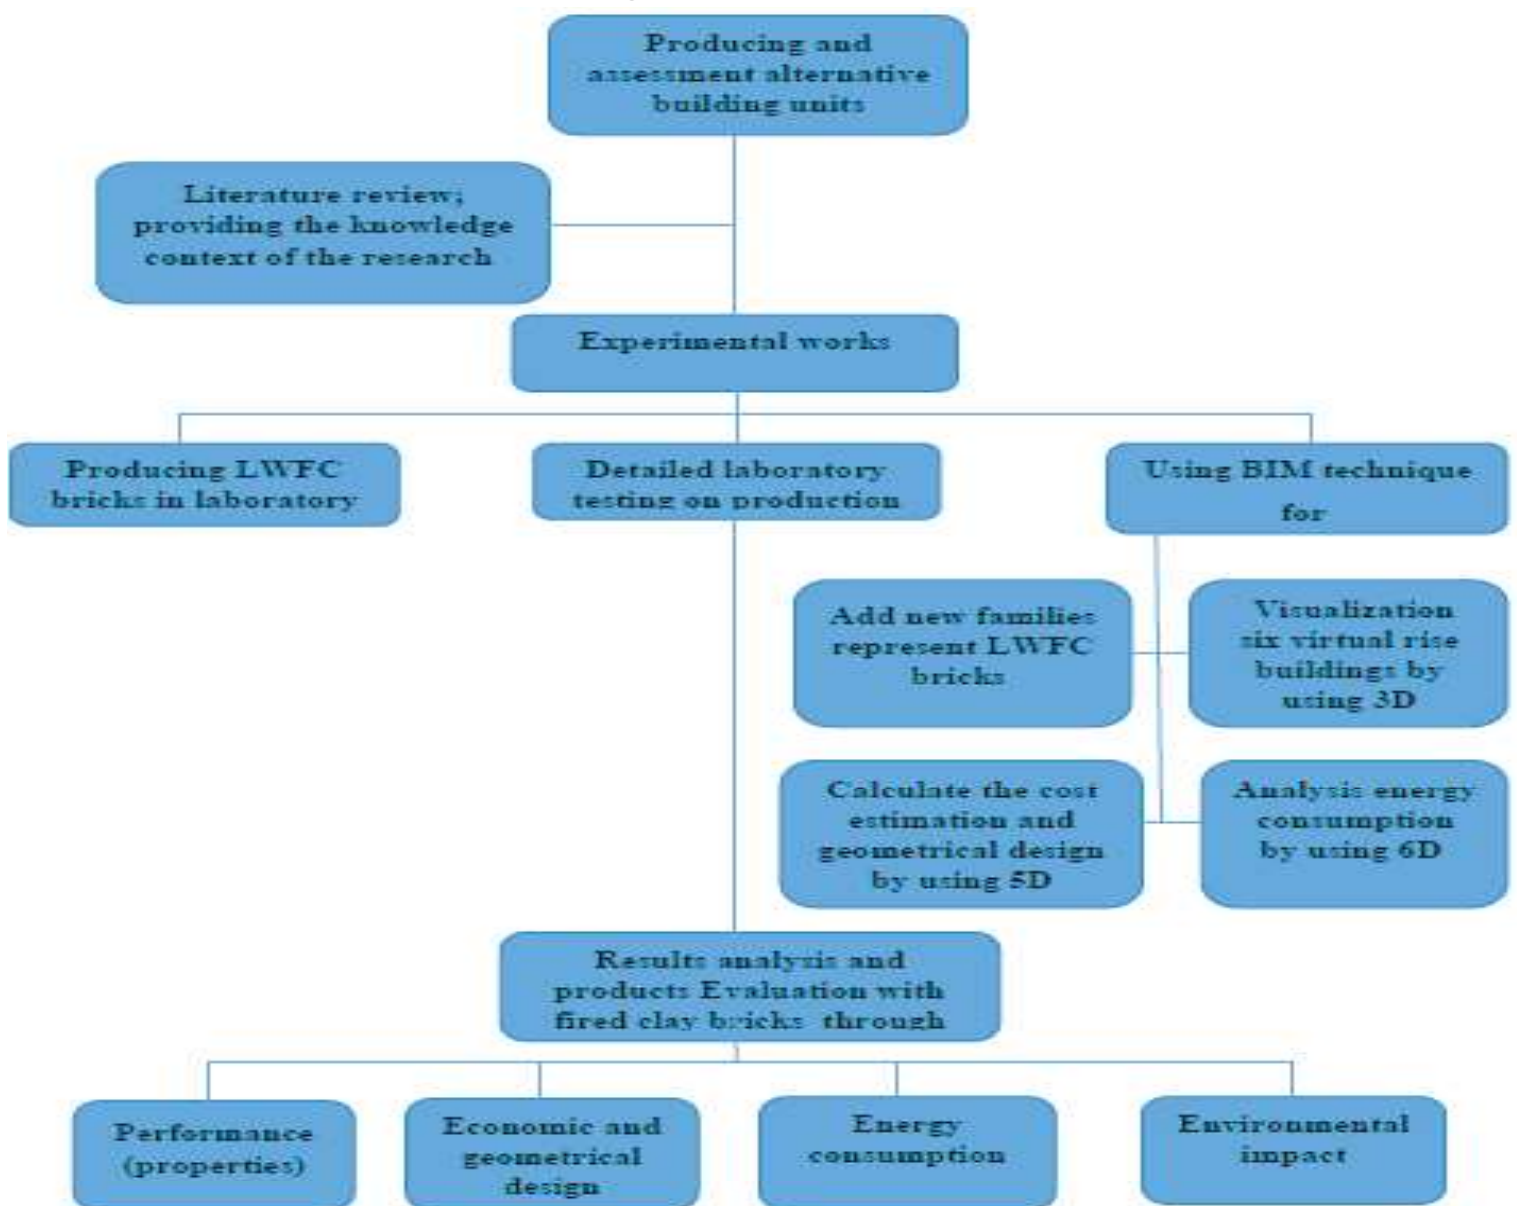 Producing and
assessment alternative
building units
Literature review;
providing the knowledge
context of the research
Experimental works
Producing LWFC
bricks in laboratory
Detailed laboratory
testing on production
Using BIM technique
for
Add new families
represent LWFC
bricks
Visualization
six virtual rise
buildings by
using 3D
Calculate the cost
estimation and
geometrical design
by using 5D
Analysis energy
consumption
by using 6D
Results analysis and
products Evaluation with
fired clay bricks through
Performance
(properties)
Economic and
geometrical
design
Energy
consumption
Environmental
impact